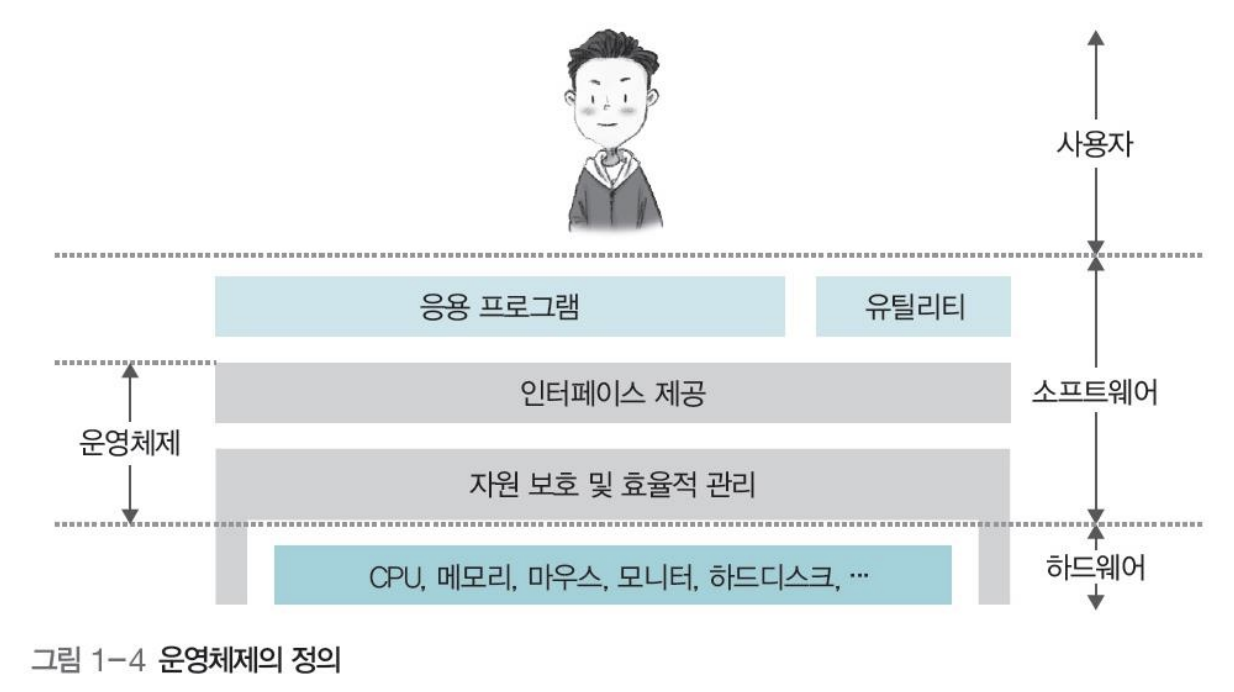 사용자
응용 프로그램
유틸리티
인터페이스 제공
소프트웨어
운영체제
자원 보호 및 효율적 관리
하드웨어
CPU, 메모리, 마우스, 모니터, 하드디스크, …
그림 1-4 운영체제의 정의